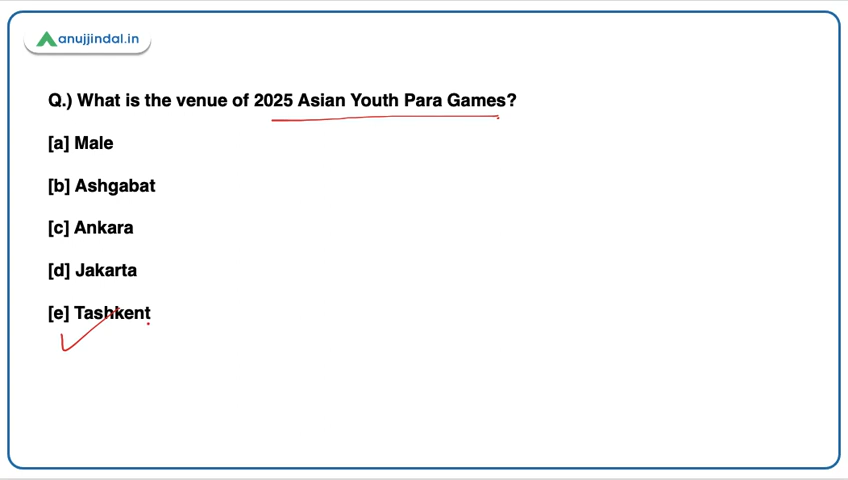 anujjindal.in
Q.) What is the venue of 2025 Asian Youth Para Games?
[a] Male
[b] Ashgabat
[c] Ankara
[d] Jakarta
[e] Tashkent